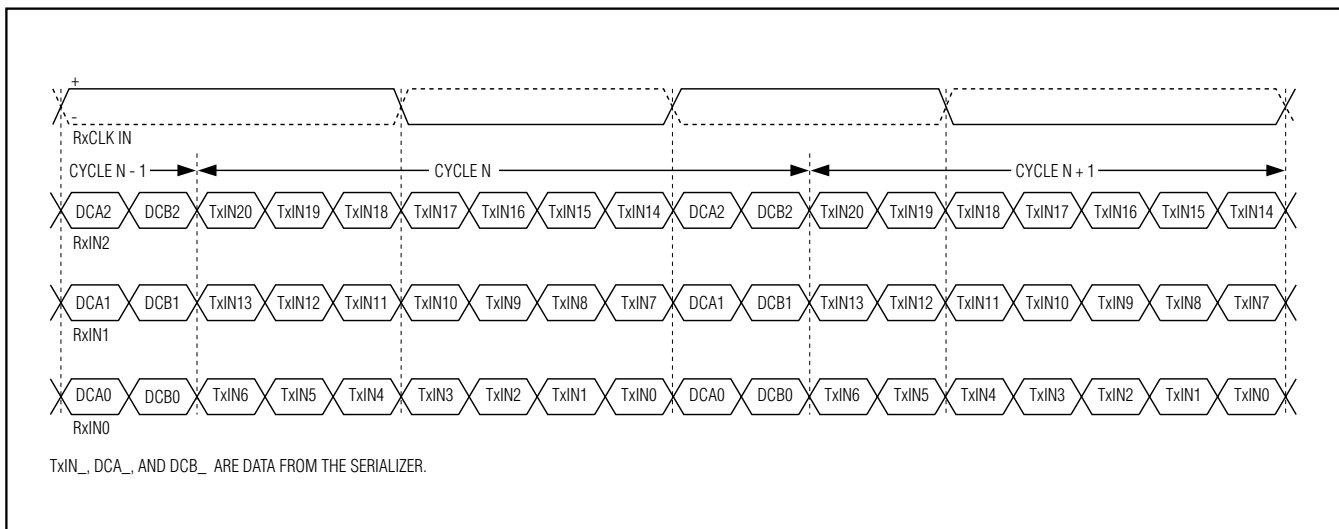 +
-
RxCLK IN
CYCLE N - 1 CYCLE N CYCLE N + 1
DCA2 DCB2 TxIN20 TxIN19 TxIN18 TxIN17 TxIN16 TxIN15 TxIN14 DCA2 DCB2 TxIN20 TxIN19 TxIN18 TxIN17 TxIN16 TxIN15 TxIN14
RxIN2
DCA1 DCB1 TxIN13 TxIN12 TxIN11 TxIN10 TxIN9 TxIN8 TxIN7 DCA1 DCB1 TxIN13 TxIN12 TxIN11 TxIN10 TxIN9 TxIN8 TxIN7
RxIN1
DCA0 DCB0 TxIN6 TxIN5 TxIN4 TxIN3 TxIN2 TxIN1 TxIN0 DCA0 DCB0 TxIN6 TxIN5 TxIN4 TxIN3 TxIN2 TxIN1 TxIN0
RxIN0
TxIN_, DCA_, AND DCB_ ARE DATA FROM THE SERIALIZER.